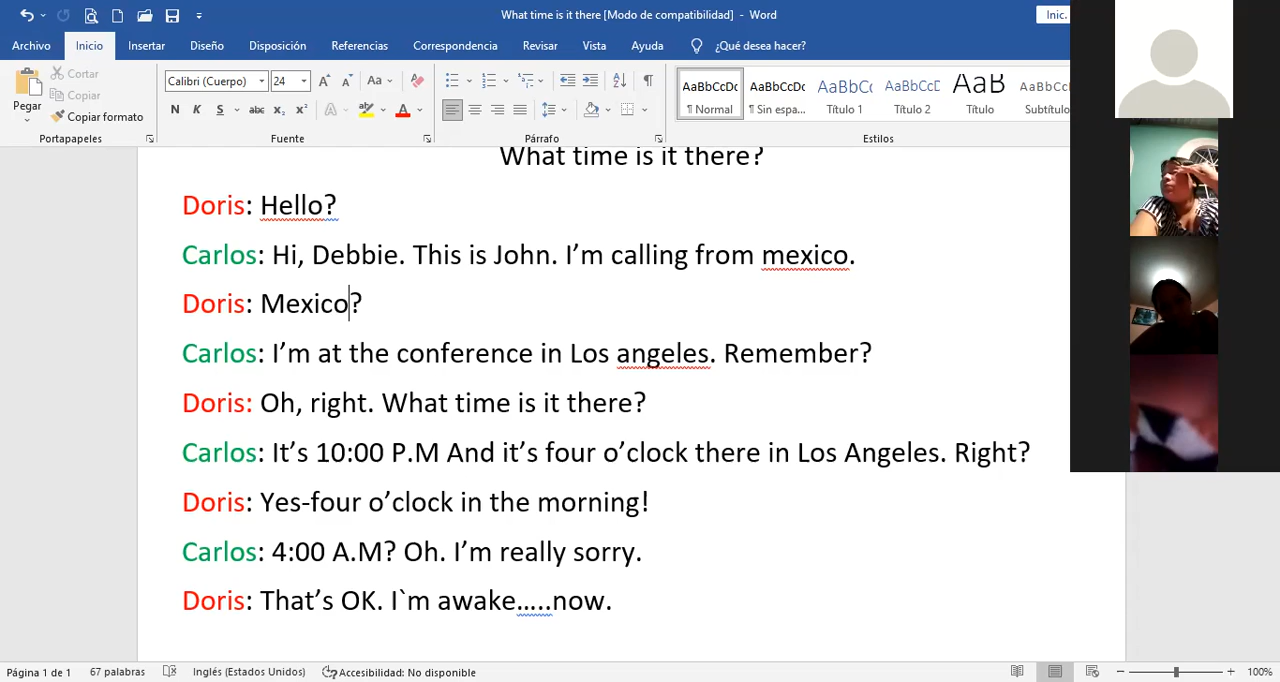 What time is it there [Modo de compatibilidad] - Word
Inic.
Archivo Inicio Insertar Diseño Disposición Referencias Correspondencia Revisar Vista Ayuda ¿Qué desea hacer?
Pegar
Cortar
Copiar
Copiar formato
Portapapeles
Calibri (Cuerpo) 24
Aa
N K S abc x₂ x² A A
Fuente
Párrafo
AaBbCcDc AaBbCcDc AaBbC AaBbCcD AaB AaBbCc
¶ Normal ¶ Sin espa... Título 1 Título 2 Título Subtítulo
Estilos
What time is it there?
Doris: Hello?
Carlos: Hi, Debbie. This is John. I’m calling from mexico.
Doris: Mexico?
Carlos: I’m at the conference in Los angeles. Remember?
Doris: Oh, right. What time is it there?
Carlos: It’s 10:00 P.M And it’s four o’clock there in Los Angeles. Right?
Doris: Yes-four o’clock in the morning!
Carlos: 4:00 A.M? Oh. I’m really sorry.
Doris: That’s OK. I`m awake…..now.
Página 1 de 1 67 palabras Inglés (Estados Unidos) Accesibilidad: No disponible 100%